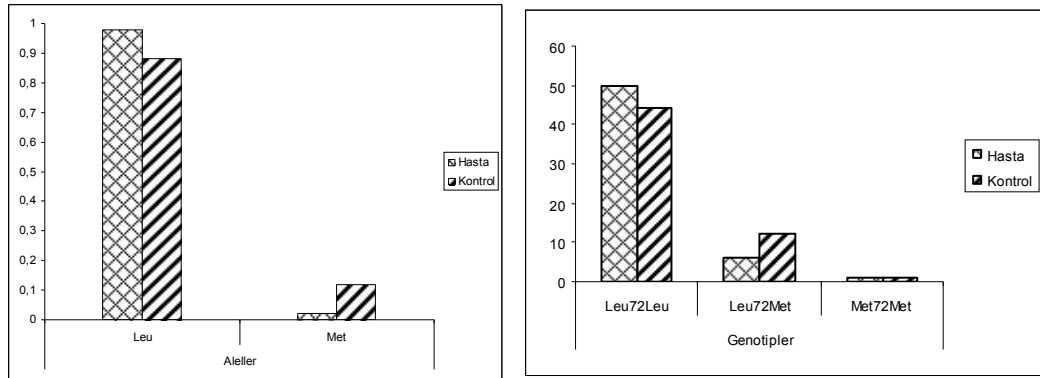 1
0,9
0,8
0,7
0,6
0,5
0,4
0,3
0,2
0,1
0
Leu
Met
Aleller
Hasta
Kontrol
60
50
40
30
20
10
0
Leu72Leu
Leu72Met
Met72Met
Genotipler
Hasta
Kontrol